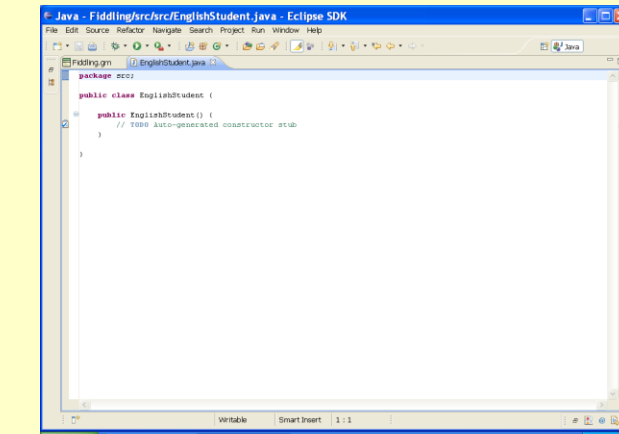 Java - Fiddling/src/src/EnglishStudent.java - Eclipse SDK
File Edit Source Refactor Navigate Search Project Run Window Help
Java
Fiddling.gm EnglishStudent.java
package src;
public class EnglishStudent {
public EnglishStudent() {
// TODO Auto-generated constructor stub
}
}
Writable Smart Insert 1 : 1